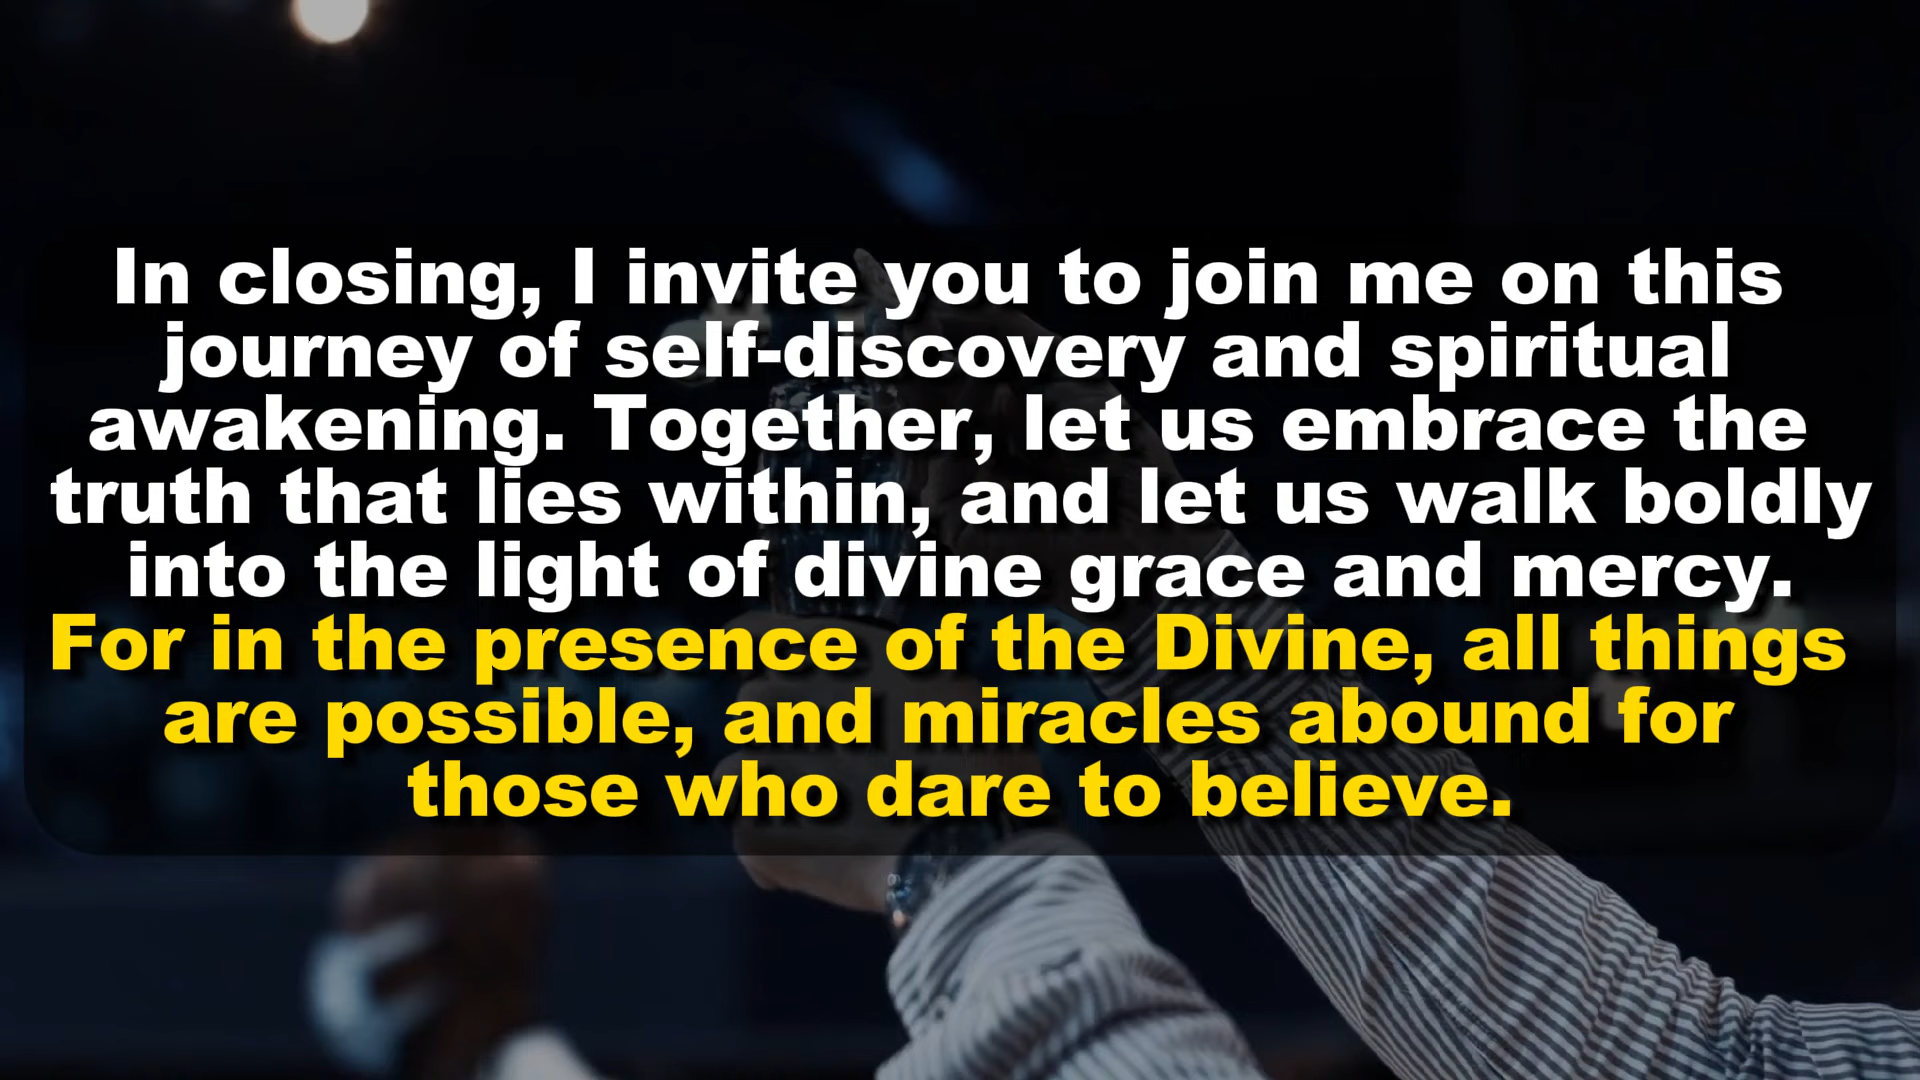 In closing, I invite you to join me on this
journey of self-discovery and spiritual
awakening. Together, let us embrace the
truth that lies within, and let us walk boldly
into the light of divine grace and mercy.
For in the presence of the Divine, all things
are possible, and miracles abound for
those who dare to believe.